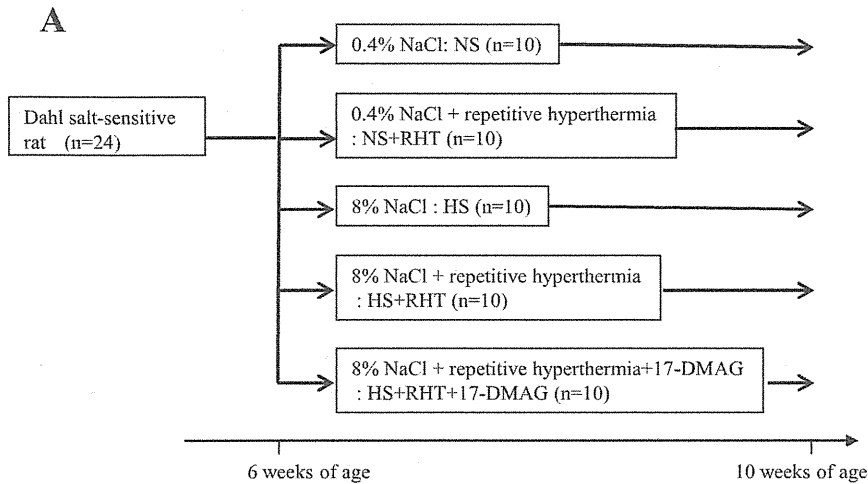 A
0.4% NaCl: NS (n=10)
Dahl salt-sensitive
rat (n=24)
0.4% NaCl + repetitive hyperthermia
: NS+RHT (n=10)
8% NaCl : HS (n=10)
8% NaCl + repetitive hyperthermia
: HS+RHT (n=10)
8% NaCl + repetitive hyperthermia+17-DMAG
: HS+RHT+17-DMAG (n=10)
6 weeks of age
10 weeks of age